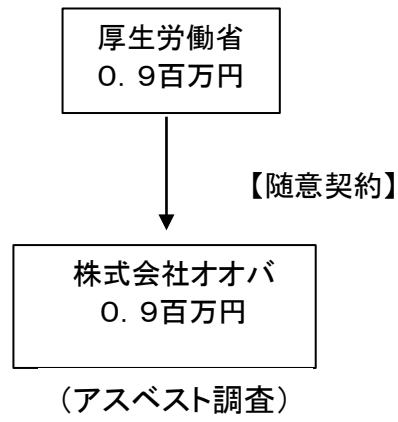 厚生労働省
０．９百万円
【随意契約】
株式会社オオバ
０．９百万円
（アスベスト調査）